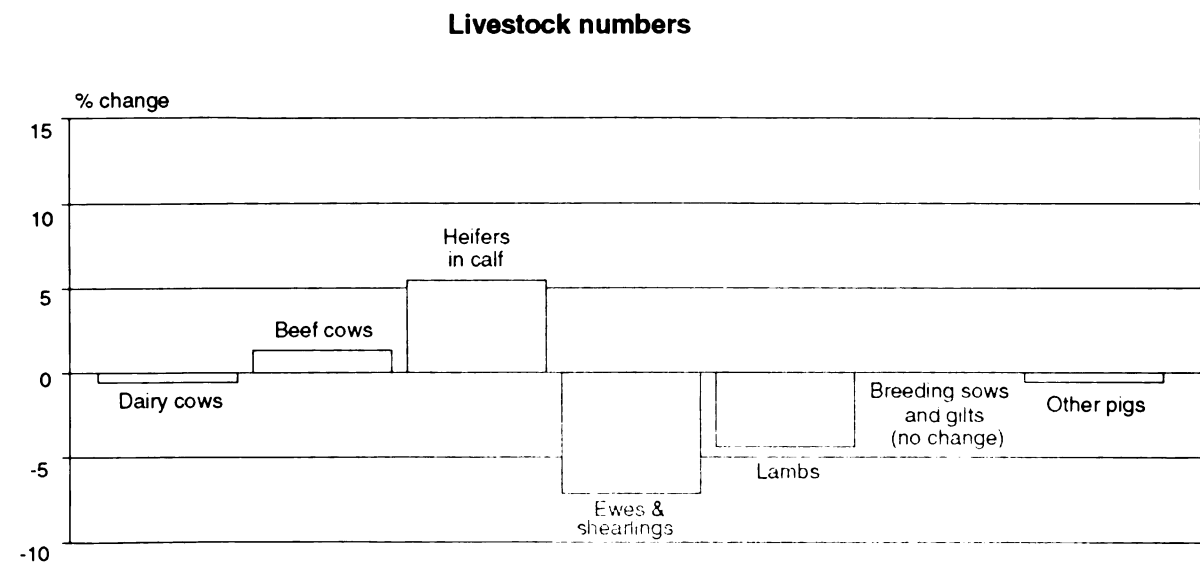 Livestock numbers
% change
15
10
5
0
-5
-10
Dairy cows
Beef cows
Heifers
in calf
Ewes &
shearlings
Lambs
Breeding sows
and gilts
(no change)
Other pigs